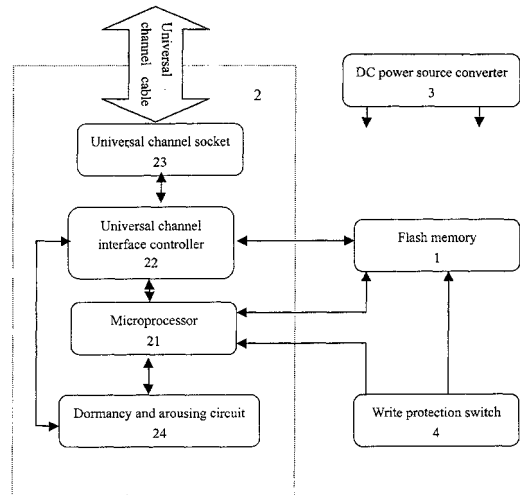 Universal
channel cable
2
DC power source converter
3
Universal channel socket
23
Universal channel
interface controller
22
Flash memory
1
Microprocessor
21
Dormancy and arousing circuit
24
Write protection switch
4